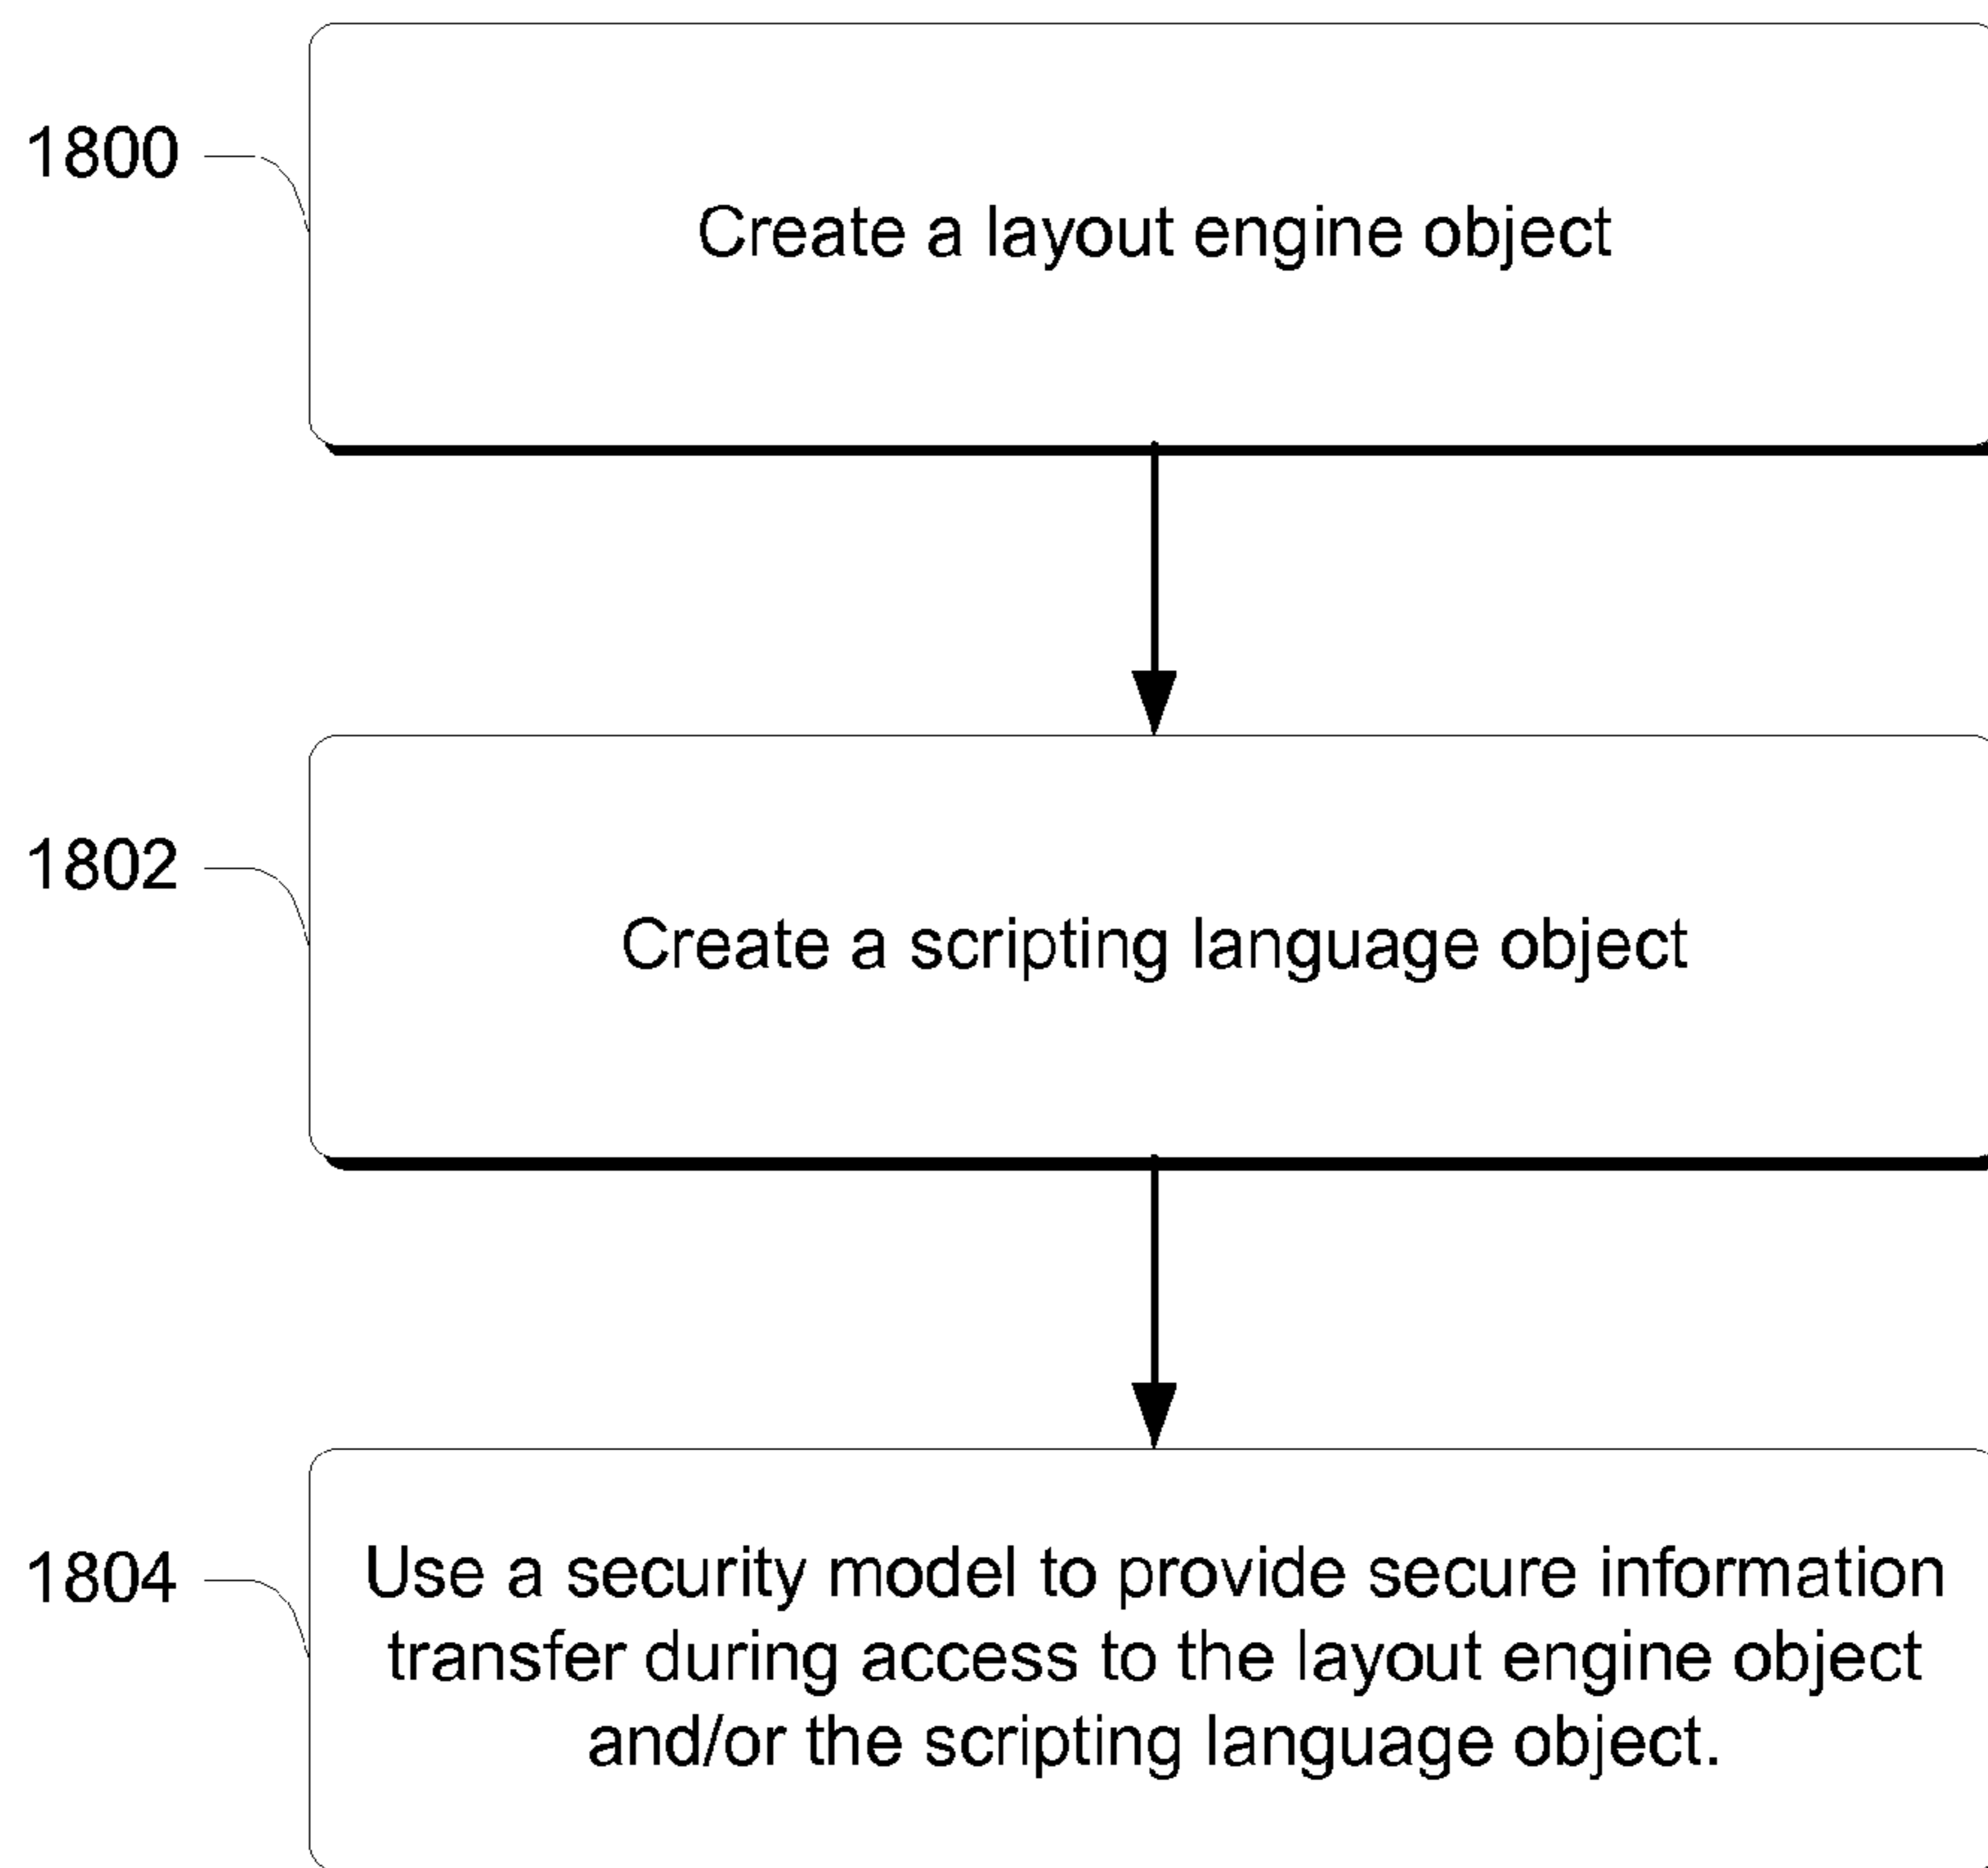 1800
Create a layout engine object
1802
Create a scripting language object
1804
Use a security model to provide secure information
transfer during access to the layout engine object
and/or the scripting language object.